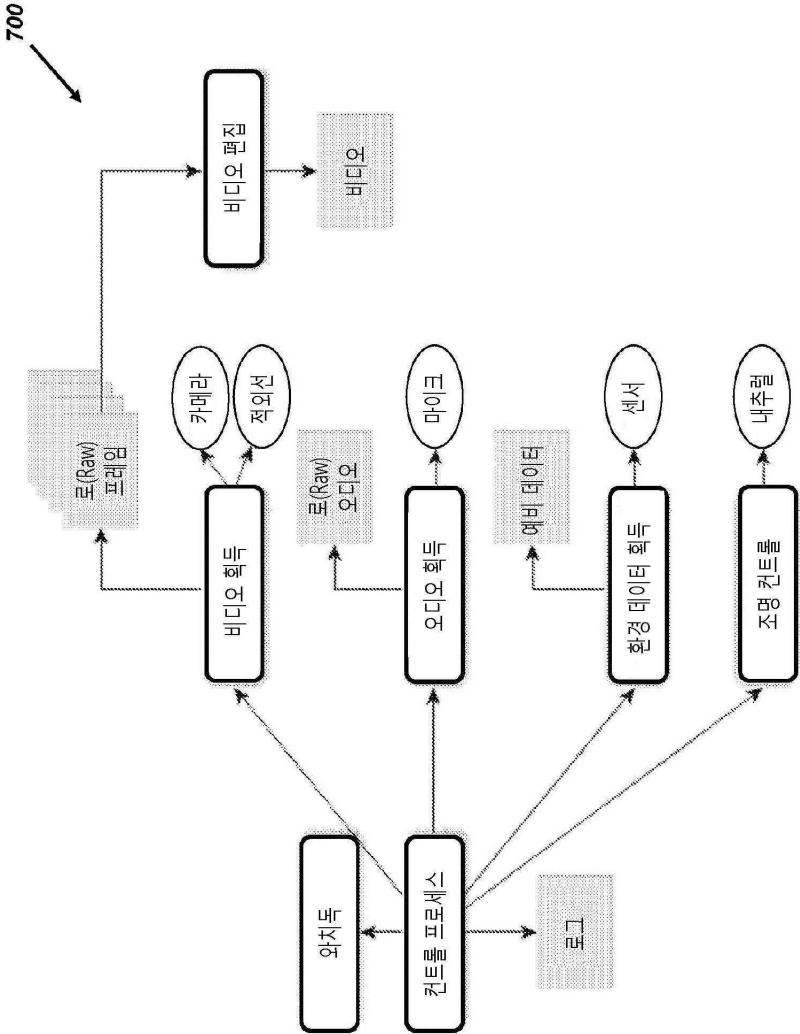 700
로(Raw)
프레임
비디오 편집
비디오
카메라
적외선
비디오 획득
로(Raw)
오디오
마이크
오디오 획득
예비 데이터
센서
환경 데이터 획득
내추럴
조명 컨트롤
와치독
컨트롤 프로세스
로그